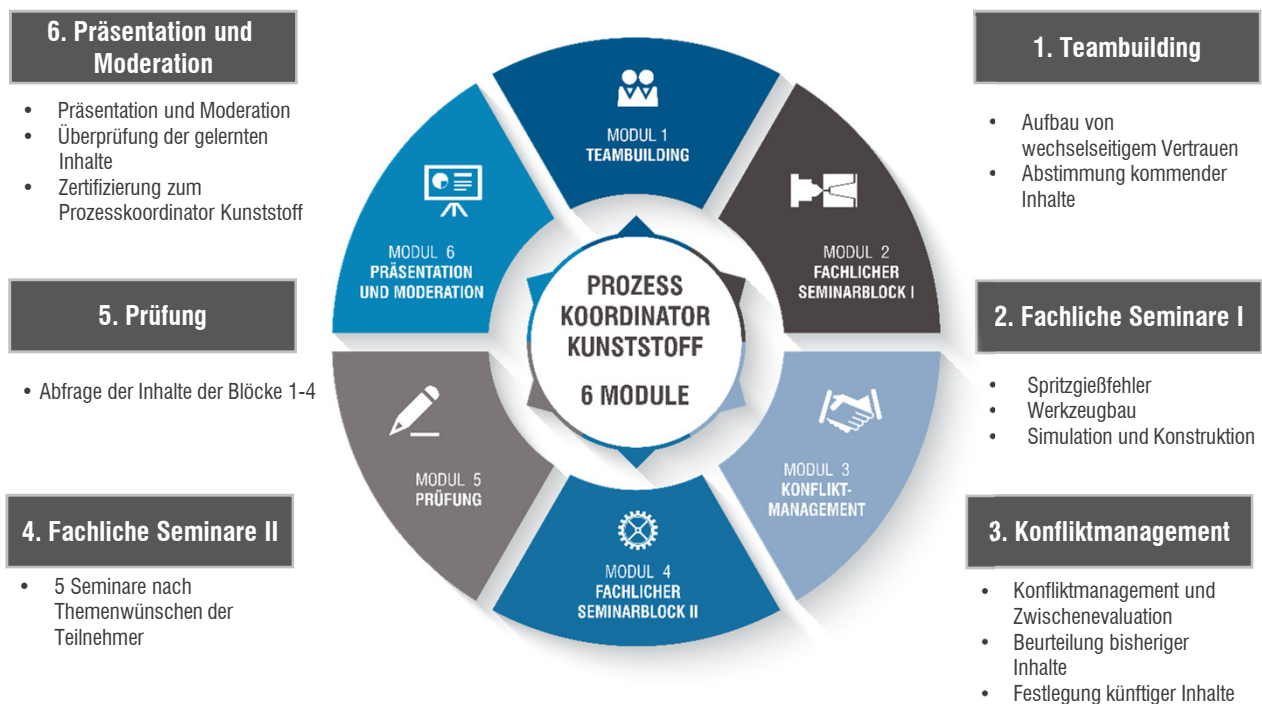 6. Präsentation und
Moderation
• Präsentation und Moderation
• Überprüfung der gelernten
Inhalte
• Zertifizierung zum
Prozesskoordinator Kunststoff
5. Prüfung
• Abfrage der Inhalte der Blöcke 1-4
4. Fachliche Seminare II
• 5 Seminare nach
Themenwünschen der
Teilnehmer
MODUL 1
TEAMBUILDING
MODUL 2
FACHLICHER
SEMINARBLOCK I
MODUL 3
KONFLIKT-
MANAGEMENT
MODUL 4
FACHLICHER
SEMINARBLOCK II
MODUL 5
PRÜFUNG
MODUL 6
PRÄSENTATION
UND MODERATION
PROZESS
KOORDINATOR
KUNSTSTOFF
6 MODULE
1. Teambuilding
• Aufbau von
wechselseitigem Vertrauen
• Abstimmung kommender
Inhalte
2. Fachliche Seminare I
• Spritzgießfehler
• Werkzeugbau
• Simulation und Konstruktion
3. Konfliktmanagement
• Konfliktmanagement und
Zwischenevaluation
• Beurteilung bisheriger
Inhalte
• Festlegung künftiger Inhalte